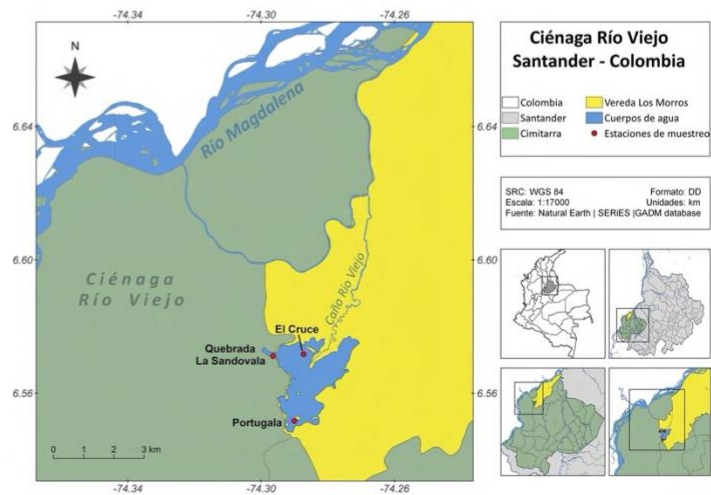 -74.34 -74.30 -74.26
N
6.64
6.60
6.56
Río Magdalena
Ciénaga
Río Viejo
Caño Río Viejo
El Cruce
Quebrada
La Sandovala
Portugala
0 1 2 3 km
6.64
6.60
6.56
-74.34 -74.30 -74.26
Ciénaga Río Viejo
Santander - Colombia
Colombia
Santander
Cimitarra
Vereda Los Morros
Cuerpos de agua
Estaciones de muestreo
SRC: WGS 84 Formato: DD
Escala: 1:17000 Unidades: km
Fuente: Natural Earth | SERiES |GADM database